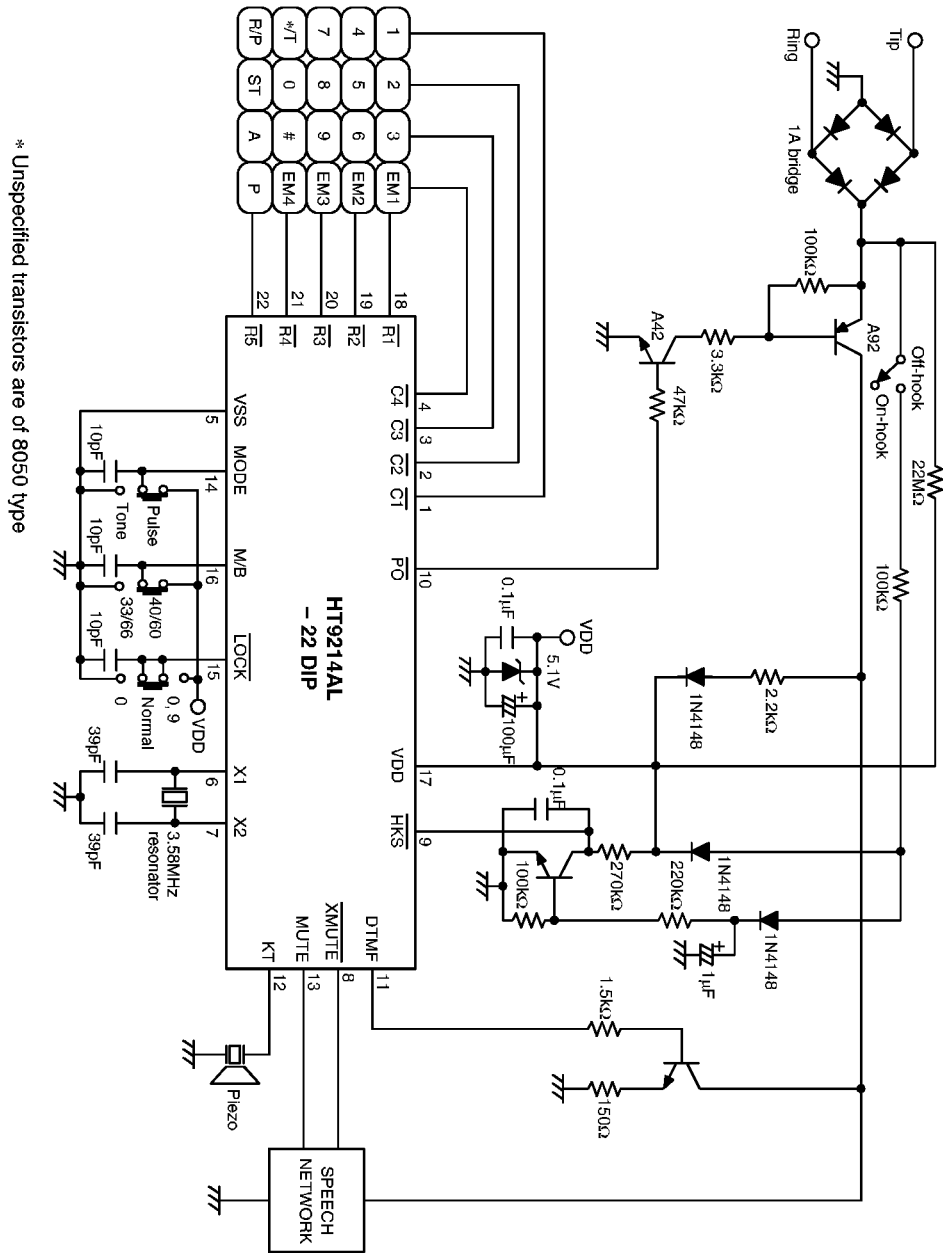 Tip
Ring
1A bridge
100kΩ
A92
Off-hook
On-hook
22MΩ
100kΩ
A42
3.3kΩ
47kΩ
1 2 3 EM1
4 5 6 EM2
7 8 9 EM3
*/T 0 # EM4
R/P ST A P
18 R1
19 R2
20 R3
21 R4
22 R5
C4 4
C3 3
C2 2
C1 1
PO 10
VDD 17
HKS 9
VSS 5
MODE 14
M/B 16
LOCK 15
X1 6
X2 7
DTMF 11
XMUTE 8
MUTE 13
KT 12
HT9214AL
– 22 DIP
0.1µF
VDD
5.1V
+
100µF
1N4148
2.2kΩ
0.1µF
270kΩ
1N4148
100kΩ
220kΩ
1N4148
+
1µF
1.5kΩ
150Ω
10pF
Tone
Pulse
10pF
33/66
40/60
10pF
0
Normal
0, 9
VDD
39pF
39pF
3.58MHz
resonator
Piezo
SPEECH
NETWORK
* Unspecified transistors are of 8050 type